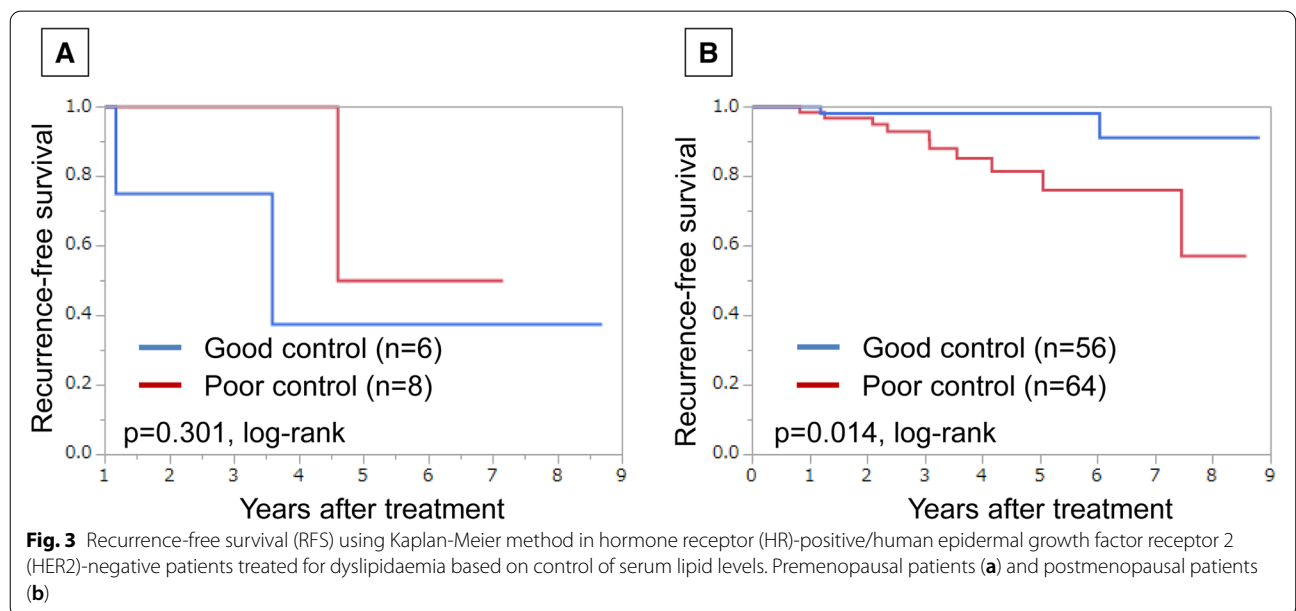 A
Recurrence-free survival
1.0
0.8
0.6
0.4
0.2
0.0
Good control (n=6)
Poor control (n=8)
p=0.301, log-rank
1 2 3 4 5 6 7 8 9
Years after treatment
B
Recurrence-free survival
1.0
0.8
0.6
0.4
0.2
0.0
Good control (n=56)
Poor control (n=64)
p=0.014, log-rank
0 1 2 3 4 5 6 7 8 9
Years after treatment
Fig. 3 Recurrence-free survival (RFS) using Kaplan-Meier method in hormone receptor (HR)-positive/human epidermal growth factor receptor 2
(HER2)-negative patients treated for dyslipidaemia based on control of serum lipid levels. Premenopausal patients (a) and postmenopausal patients
(b)